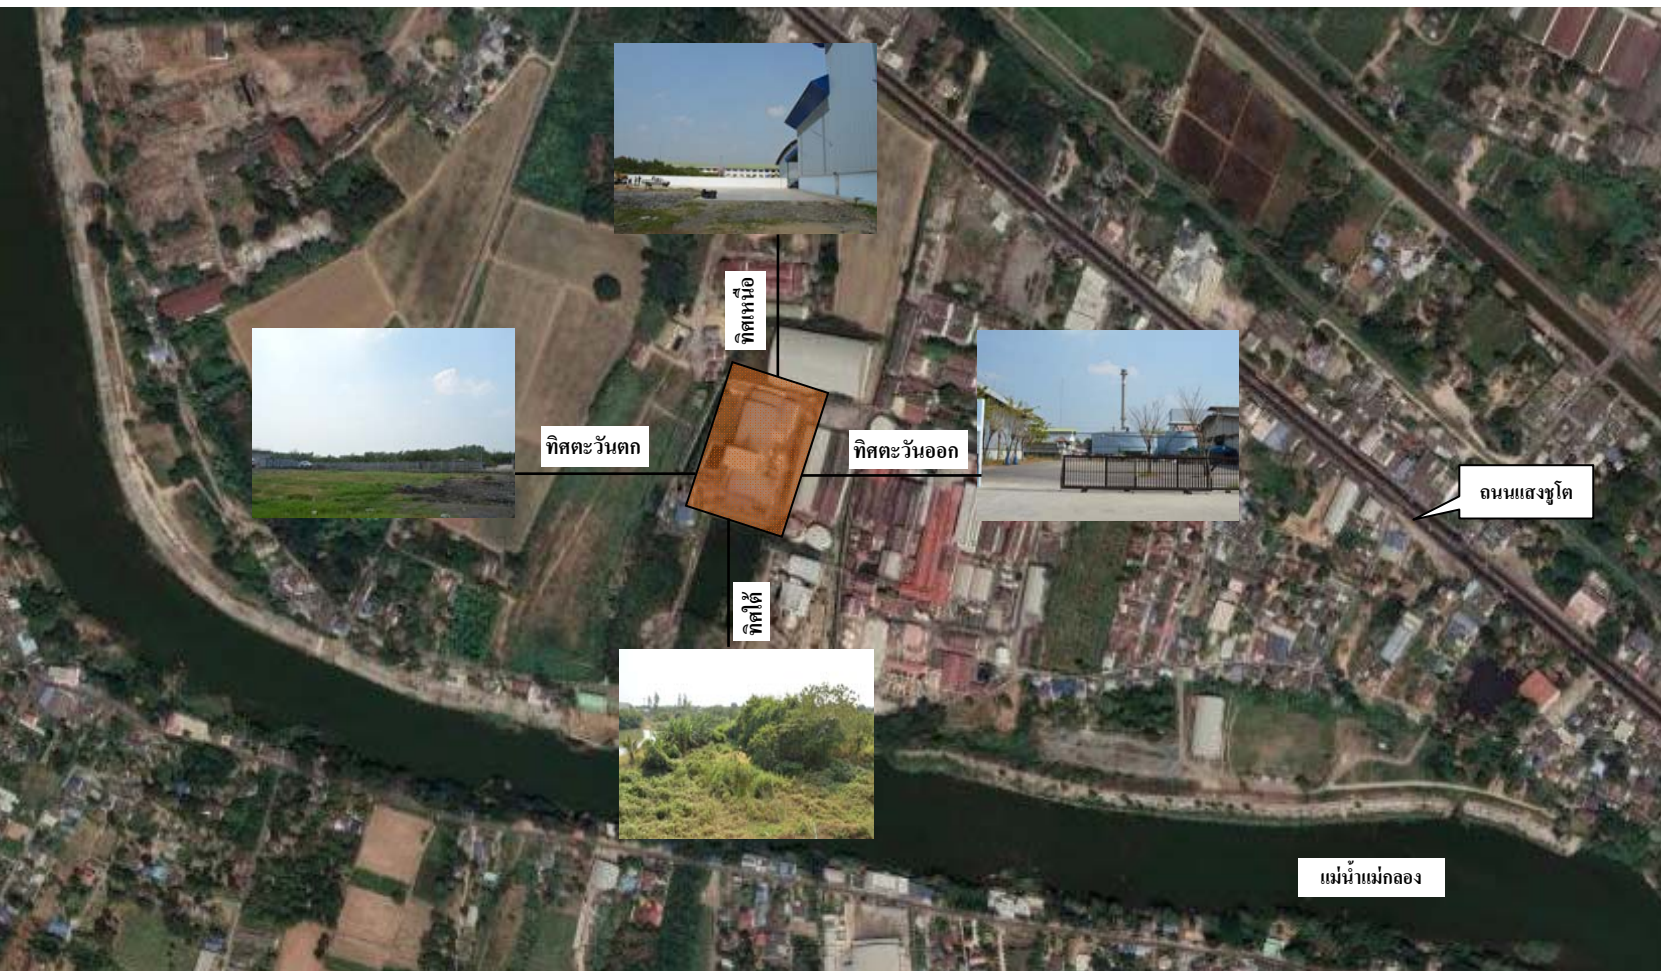 ทิศเหนือ
ทิศตะวันตก
ทิศตะวันออก
ถนนแสงชูโต
ทิศใต้
แม่น้ำแม่กลอง